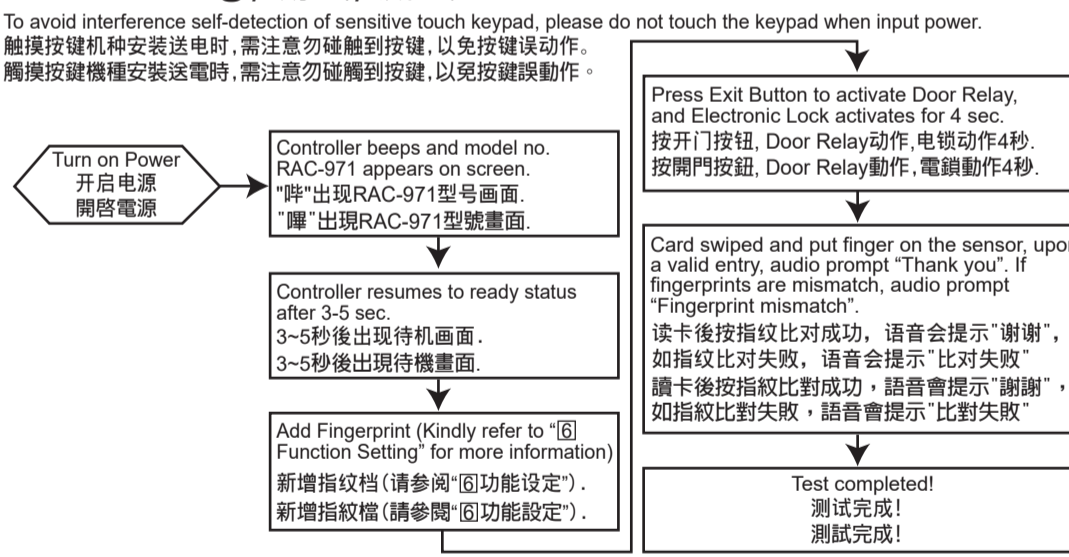 To avoid interference self-detection of sensitive touch keypad, please do not touch the keypad when input power.
触摸按键机种安装送电时,需注意勿碰触到按键,以免按键误动作。
觸摸按鍵機種安裝送電時,需注意勿碰觸到按鍵,以免按鍵誤動作。
Turn on Power
开启电源
開啓電源
Controller beeps and model no.
RAC-971 appears on screen.
"哔"出现RAC-971型号画面.
"嗶"出現RAC-971型號畫面.
Controller resumes to ready status
after 3-5 sec.
3~5秒後出现待机画面.
3~5秒後出現待機畫面.
Add Fingerprint (Kindly refer to “6
Function Setting” for more information)
新增指纹档(请参阅“6功能设定”).
新增指紋檔(請參閱“6功能設定”).
Press Exit Button to activate Door Relay,
and Electronic Lock activates for 4 sec.
按开门按钮, Door Relay动作,电锁动作4秒.
按開門按鈕, Door Relay動作,電鎖動作4秒.
Card swiped and put finger on the sensor, upon
a valid entry, audio prompt “Thank you”. If
fingerprints are mismatch, audio prompt
“Fingerprint mismatch”.
读卡後按指纹比对成功，语音会提示"谢谢"，
如指纹比对失败，语音会提示"比对失败"
讀卡後按指紋比對成功，語音會提示"謝謝"，
如指紋比對失敗，語音會提示"比對失敗"
Test completed!
测试完成!
測試完成!